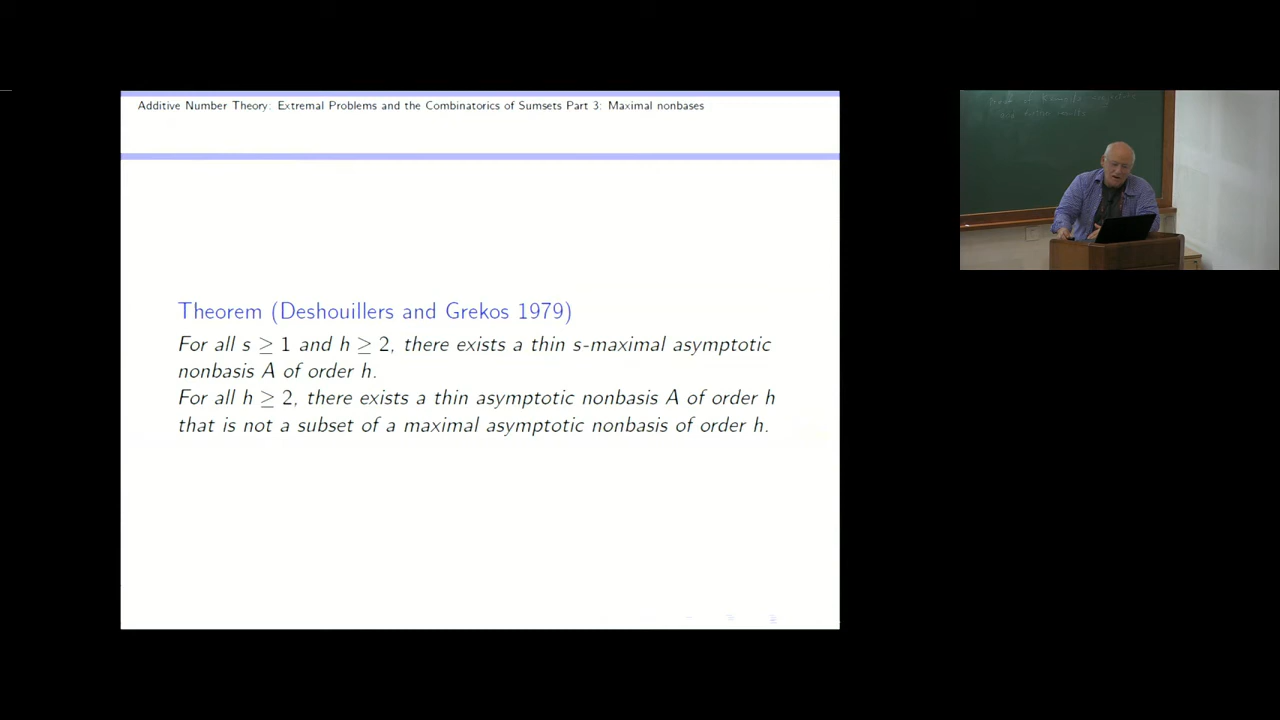 Additive Number Theory: Extremal Problems and the Combinatorics of Sumsets Part 3: Maximal nonbases
Theorem (Deshouillers and Grekos 1979)
For all s ≥ 1 and h ≥ 2, there exists a thin s-maximal asymptotic
nonbasis A of order h.
For all h ≥ 2, there exists a thin asymptotic nonbasis A of order h
that is not a subset of a maximal asymptotic nonbasis of order h.